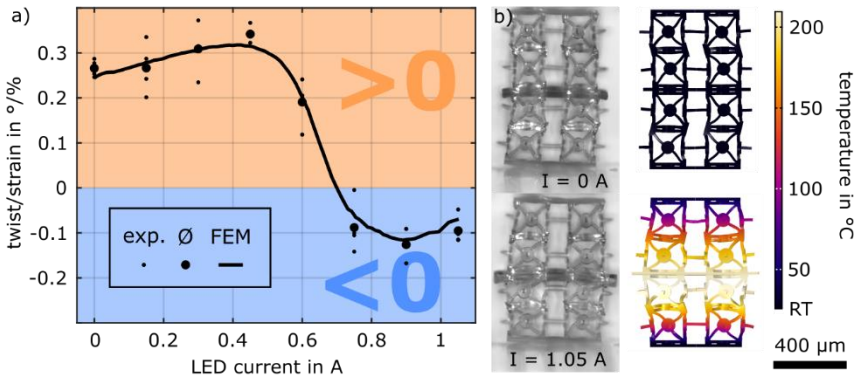 a)
twist/strain in °/%
0.3
0.2
0.1
0
-0.1
-0.2
>0
<0
exp. Ø FEM
0 0.2 0.4 0.6 0.8 1
LED current in A
b)
I = 0 A
I = 1.05 A
200
150
100
50
RT
temperature in °C
400 µm